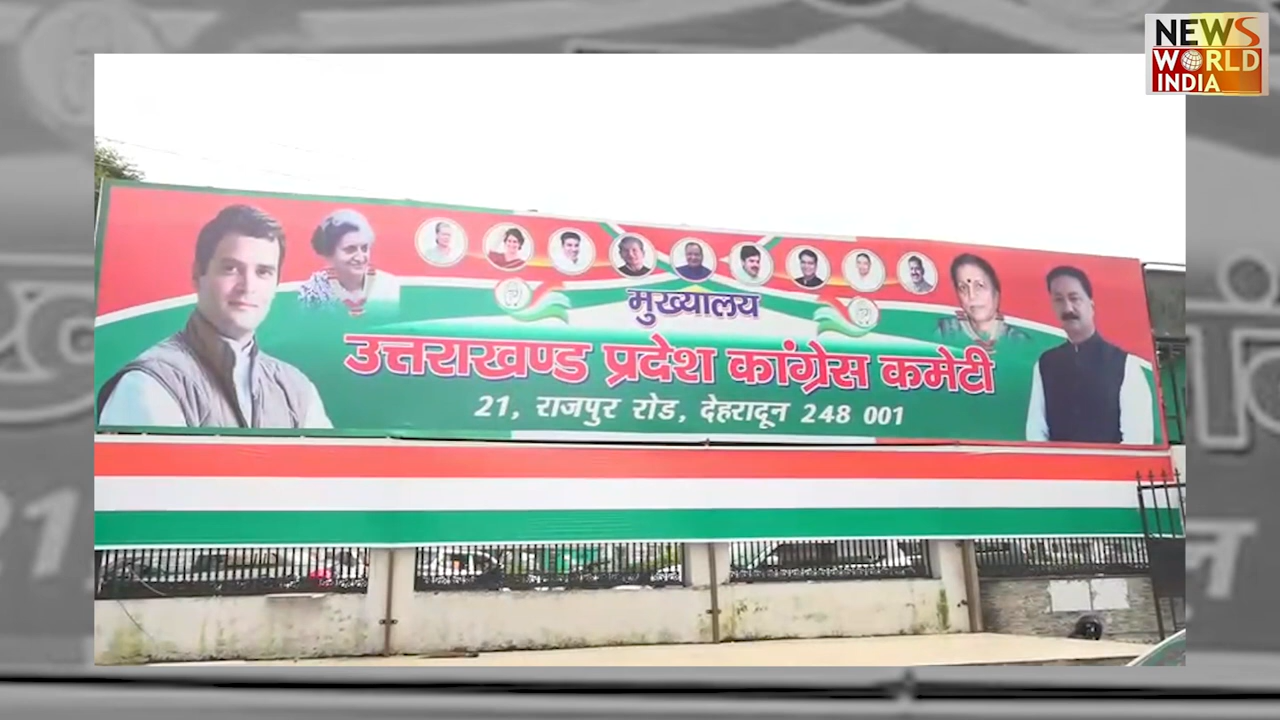 NEWS
WORLD
INDIA
मुख्यालय
उत्तराखण्ड प्रदेश कांग्रेस कमेटी
21, राजपुर रोड, देहरादून 248 001